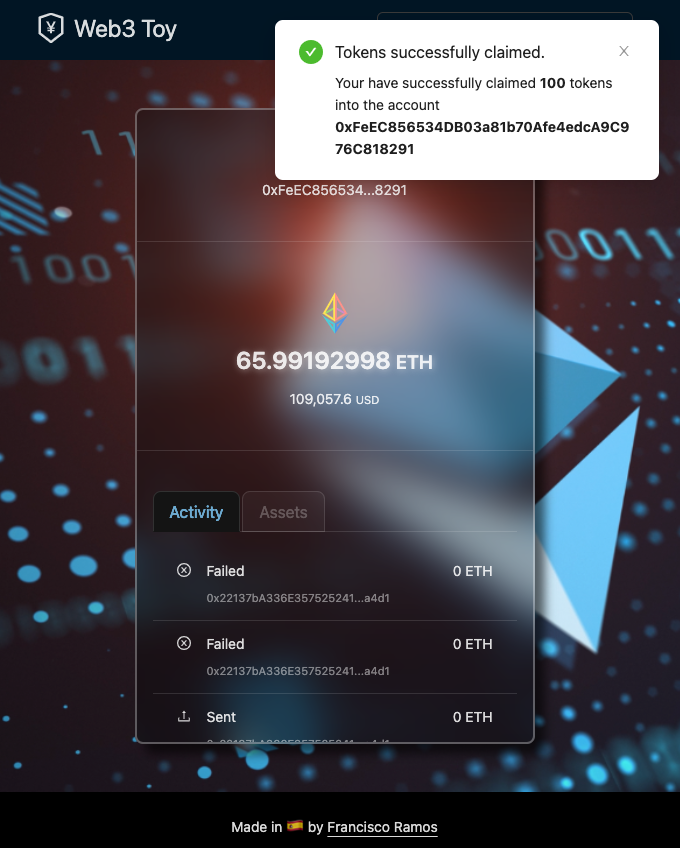 Web3 Toy
Tokens successfully claimed.
Your have successfully claimed 100 tokens
into the account
0xFeEC856534DB03a81b70Afe4edcA9C9
76C818291
0xFeEC856534...8291
65.99192998 ETH
109,057.6 USD
Activity Assets
Failed 0 ETH
0x22137bA336E357525241...a4d1
Failed 0 ETH
0x22137bA336E357525241...a4d1
Sent 0 ETH
Made in 🇪🇸 by Francisco Ramos